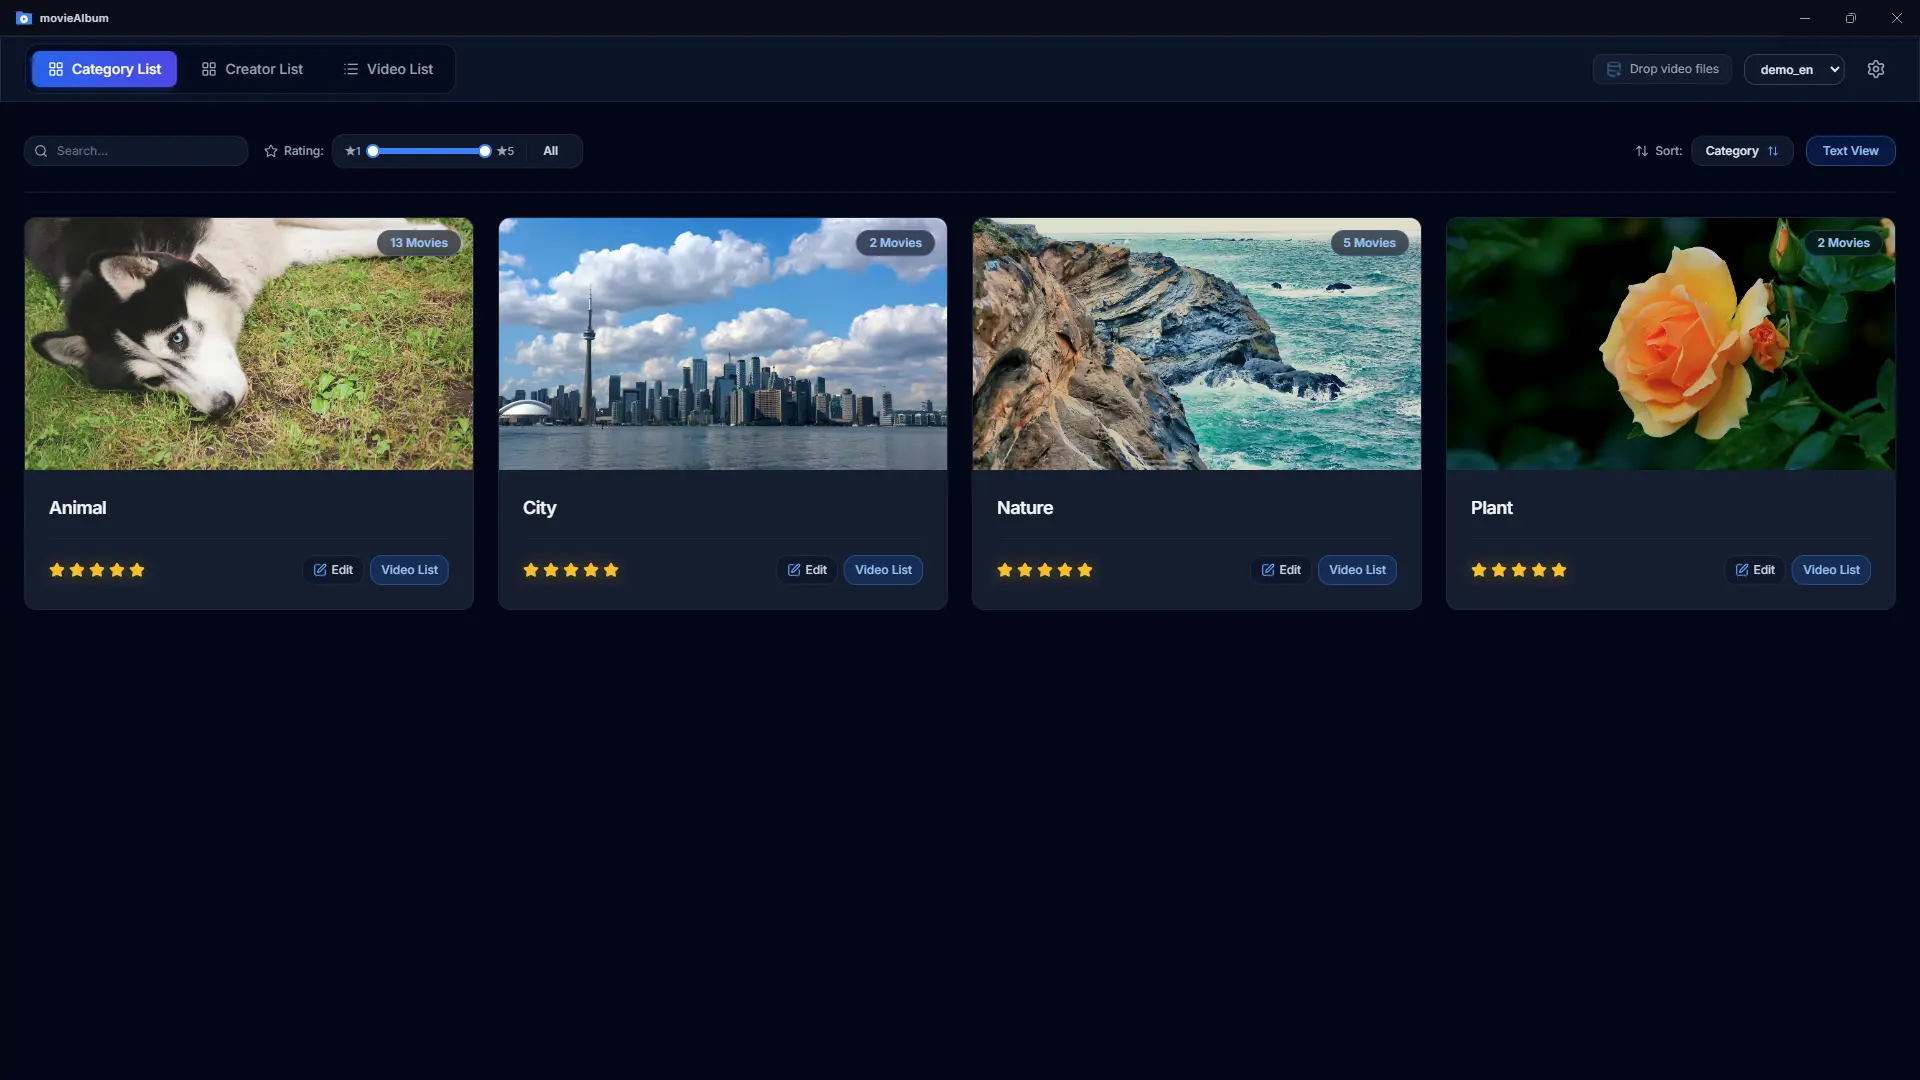 movieAlbum
Category List
Creator List
Video List
Drop video files
demo_en
Search...
Rating:
★1
★5
All
Sort:
Category
Text View
13 Movies
2 Movies
5 Movies
2 Movies
Animal
City
Nature
Plant
Edit
Video List
Edit
Video List
Edit
Video List
Edit
Video List